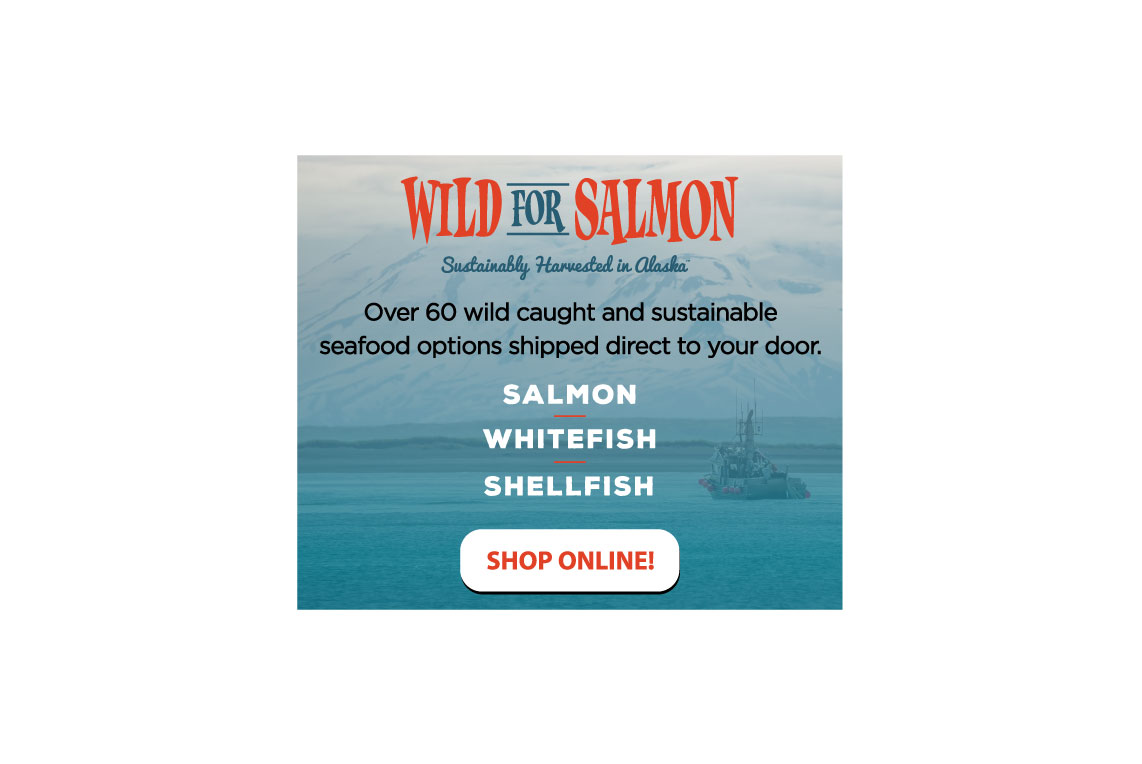 WILD FOR SALMON
Sustainably Harvested in Alaska
Over 60 wild caught and sustainable
seafood options shipped direct to your door.
SALMON
WHITEFISH
SHELLFISH
SHOP ONLINE!